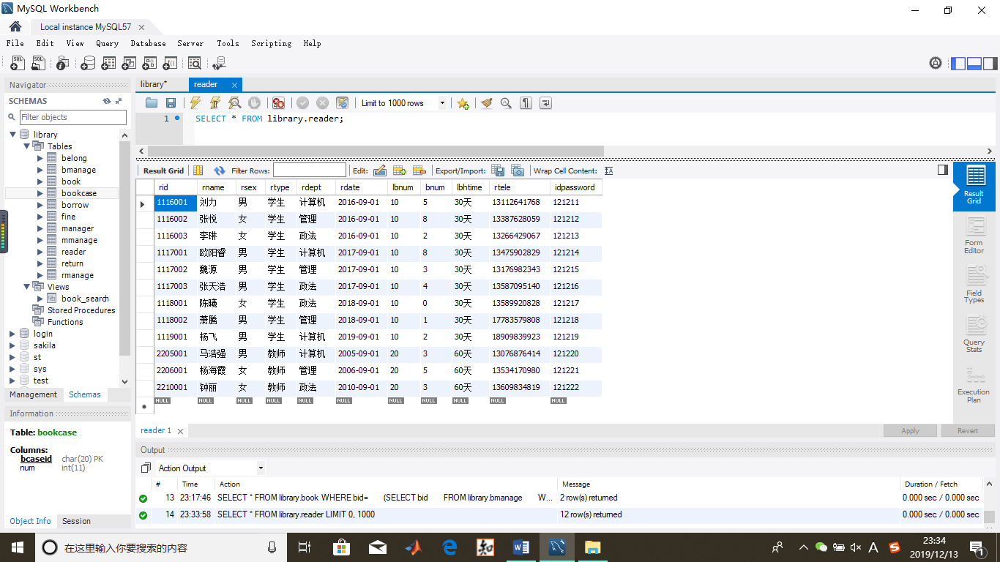 MySQL Workbench
Local instance MySQL57
File Edit View Query Database Server Tools Scripting Help
Navigator
SCHEMAS
Filter objects
library
Tables
belong
bmanage
book
bookcase
borrow
fine
manager
mmanage
reader
return
rmanage
Views
book_search
Stored Procedures
Functions
login
sakila
st
sys
test
Management Schemas
Information
Table: bookcase
Columns:
bcaseid char(20) PK
num int(11)
Object Info Session
library* reader
Limit to 1000 rows
1 SELECT * FROM library.reader;
Result Grid Filter Rows: Edit: Export/Import: Wrap Cell Content:
rid rname rsex rtype rdept rdate lbnum bnum lbhtime rtele idpassword
1116001 刘力 男 学生 计算机 2016-09-01 10 5 30天 13112641768 121211
1116002 张悦 女 学生 管理 2016-09-01 10 8 30天 13387628059 121212
1116003 李琳 女 学生 政法 2016-09-01 10 2 30天 13266429067 121213
1117001 欧阳睿 男 学生 计算机 2017-09-01 10 8 30天 13475902829 121214
1117002 魏源 男 学生 管理 2017-09-01 10 3 30天 13176982343 121215
1117003 张天浩 男 学生 政法 2017-09-01 10 4 30天 13587095140 121216
1118001 陈曦 女 学生 政法 2018-09-01 10 0 30天 13589920828 121217
1118002 萧腾 男 学生 管理 2018-09-01 10 1 30天 17783579808 121218
1119001 杨飞 男 学生 计算机 2019-09-01 10 2 30天 18909839923 121219
2205001 马浩强 男 教师 计算机 2005-09-01 20 3 60天 13076876414 121220
2206001 杨海霞 女 教师 管理 2006-09-01 20 5 60天 13534170980 121221
2210001 钟丽 女 教师 政法 2010-09-01 20 3 60天 13609834819 121222
* NULL NULL NULL NULL NULL NULL NULL NULL NULL NULL NULL
Result
Grid
Form
Editor
Field
Types
Query
Stats
Execution
Plan
reader 1 Apply Revert
Output
Action Output
# Time Action Message Duration / Fetch
13 23:17:46 SELECT * FROM library.book WHERE bid= (SELECT bid FROM library.bmanage W... 2 row(s) returned 0.000 sec / 0.000 sec
14 23:33:58 SELECT * FROM library.reader LIMIT 0, 1000 12 row(s) returned 0.000 sec / 0.000 sec
在这里输入你要搜索的内容
知
A
23:34
2019/12/13
1